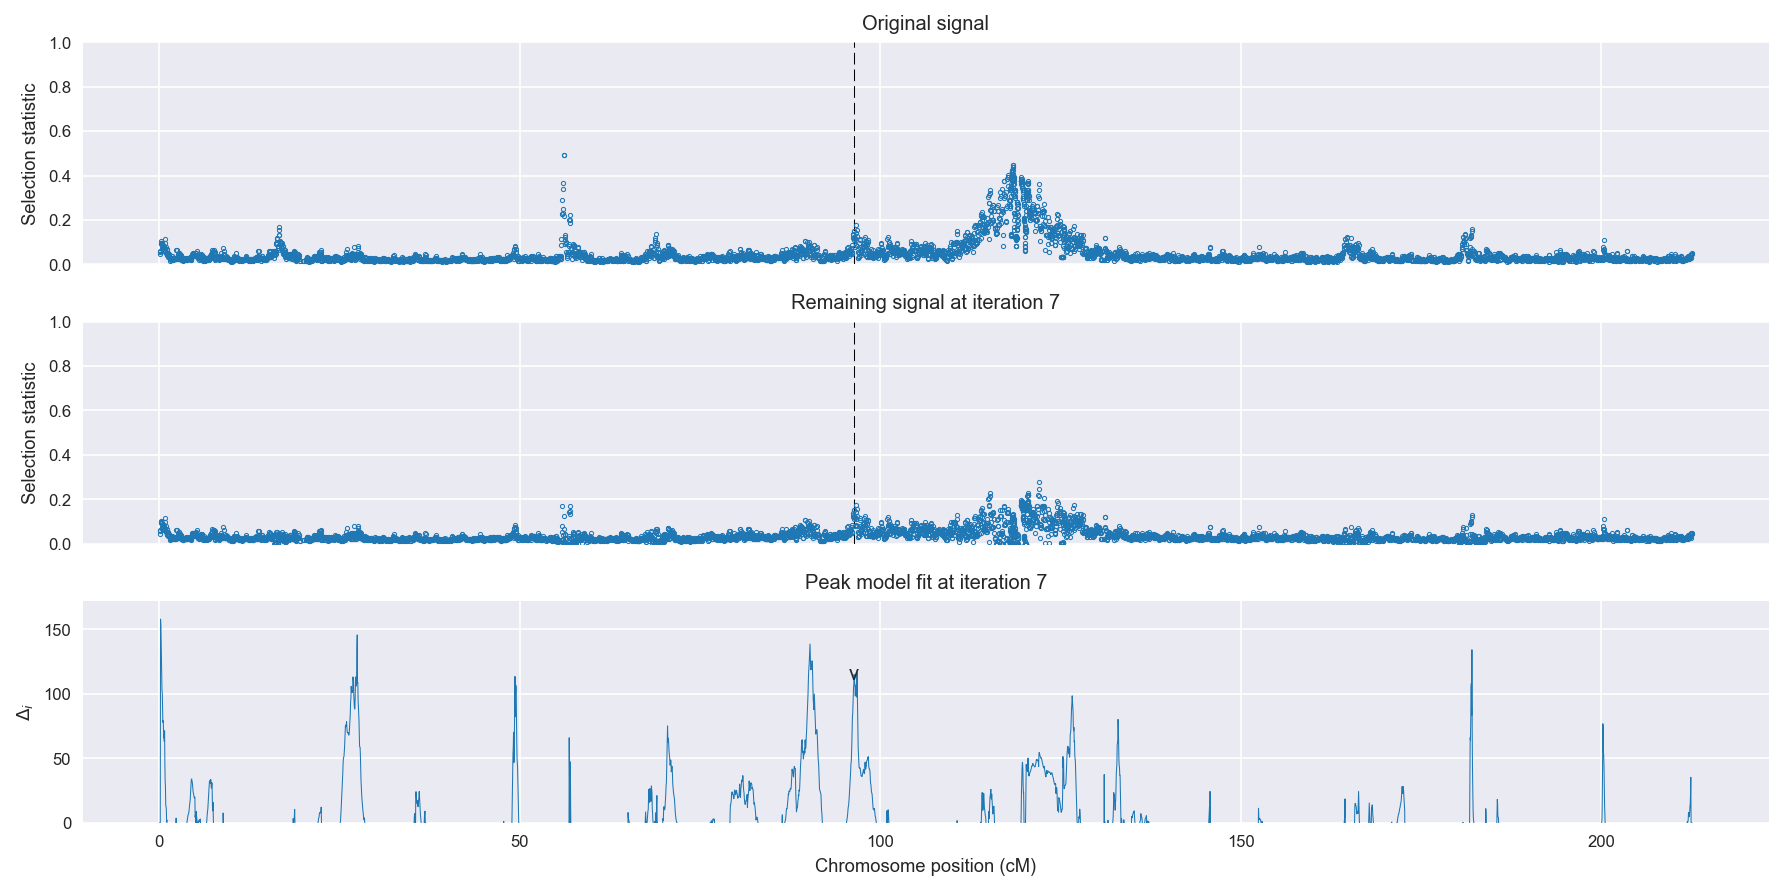 Original signal
1.0
0.8
0.6
0.4
0.2
0.0
Selection statistic
Remaining signal at iteration 7
1.0
0.8
0.6
0.4
0.2
0.0
Selection statistic
Peak model fit at iteration 7
150
100
50
0
Δi
0 50 100 150 200
Chromosome position (cM)